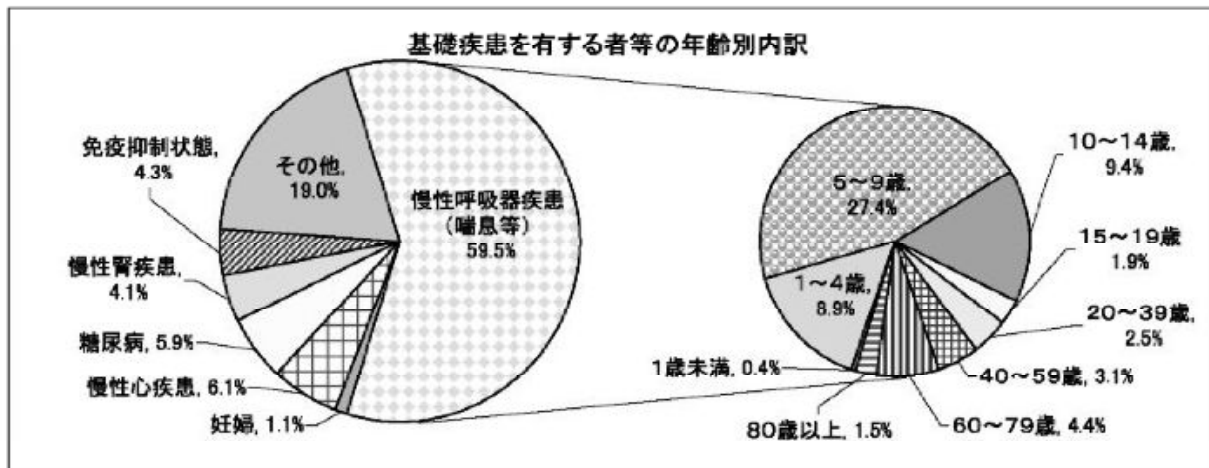 基礎疾患を有する者等の年齢別内訳
免疫抑制状態,
4.3%
その他,
19.0%
慢性呼吸器疾患
（喘息等）
59.5%
慢性腎疾患,
4.1%
糖尿病, 5.9%
慢性心疾患, 6.1%
妊婦, 1.1%
5～9歳,
27.4%
10～14歳,
9.4%
15～19歳
1.9%
20～39歳,
2.5%
40～59歳, 3.1%
60～79歳, 4.4%
80歳以上, 1.5%
1歳未満, 0.4%
1～4歳,
8.9%